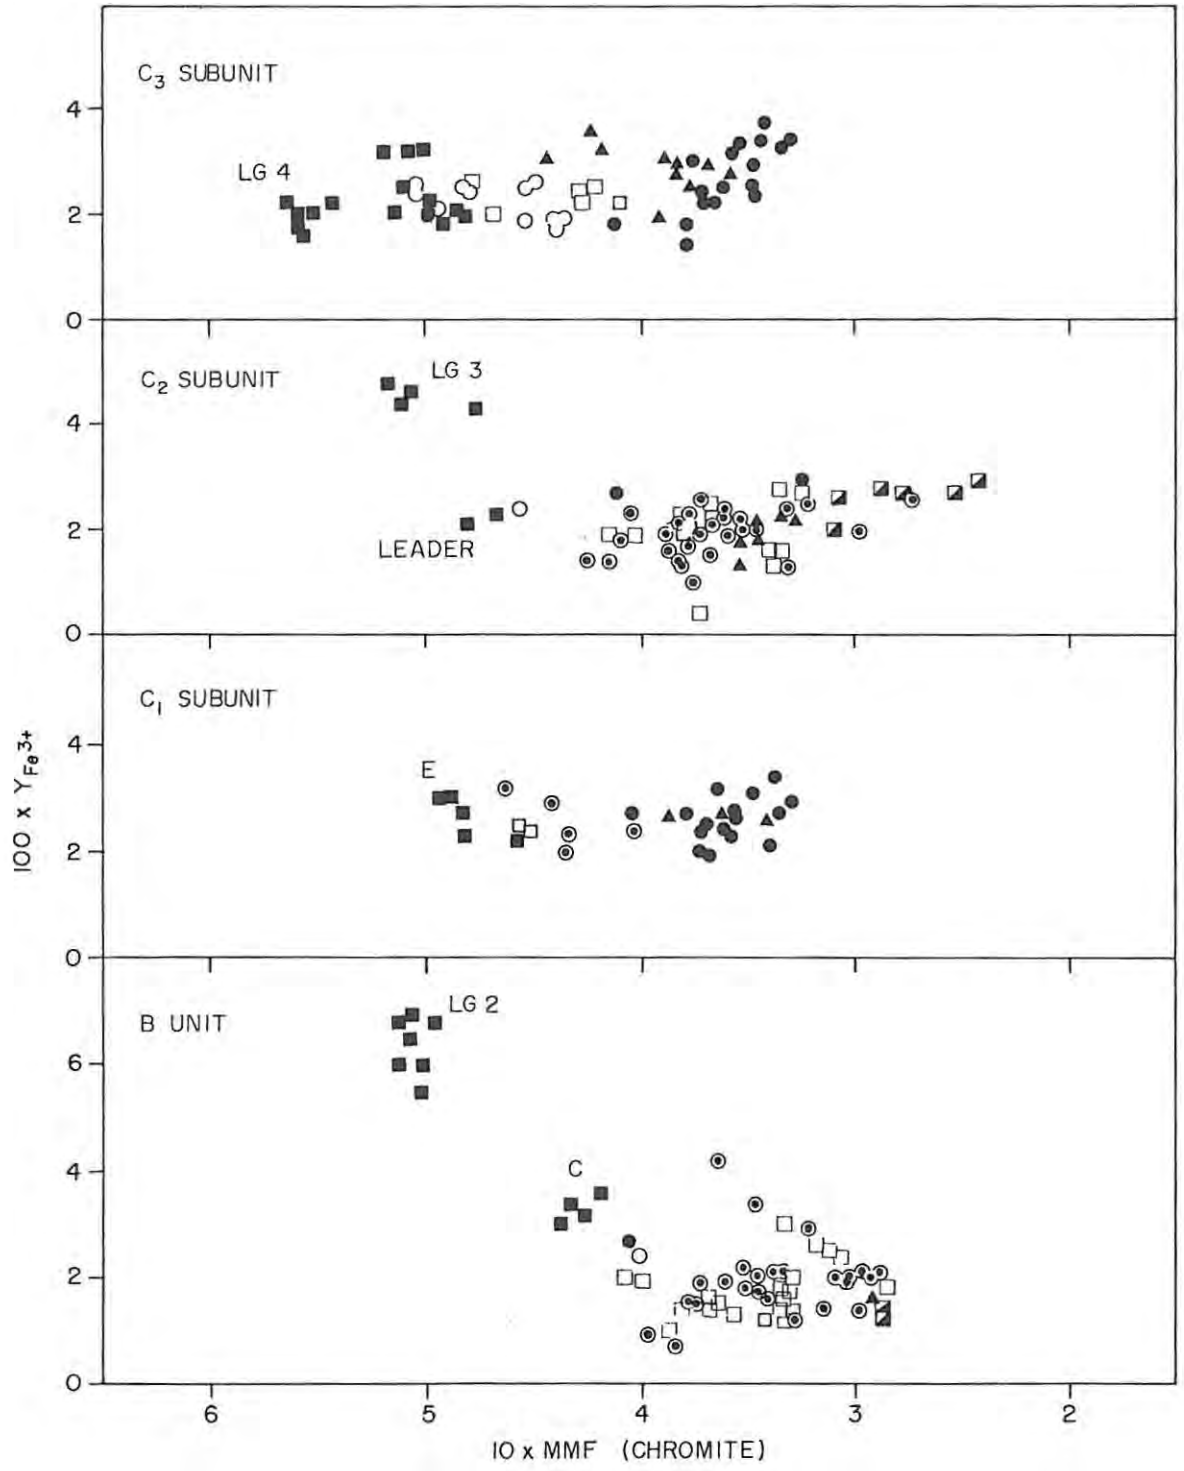 C3 SUBUNIT
4
LG 4
2
0
C2 SUBUNIT
LG 3
4
2
LEADER
0
C1 SUBUNIT
4
E
2
0
100 x YFe3+
B UNIT
LG 2
6
C
4
2
0
6 5 4 3 2
10 x MMF (CHROMITE)